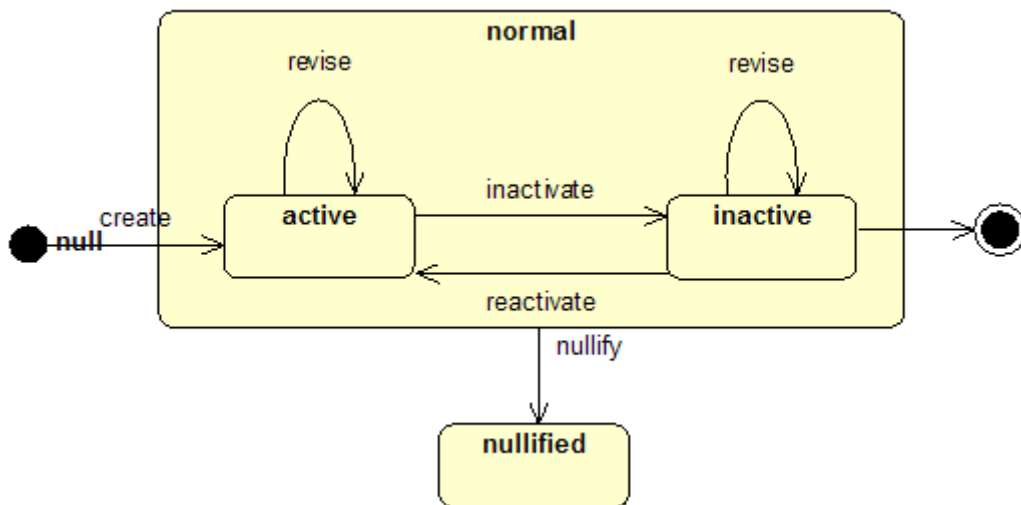 normal
revise
revise
inactivate
active
inactive
create
null
reactivate
nullify
nullified